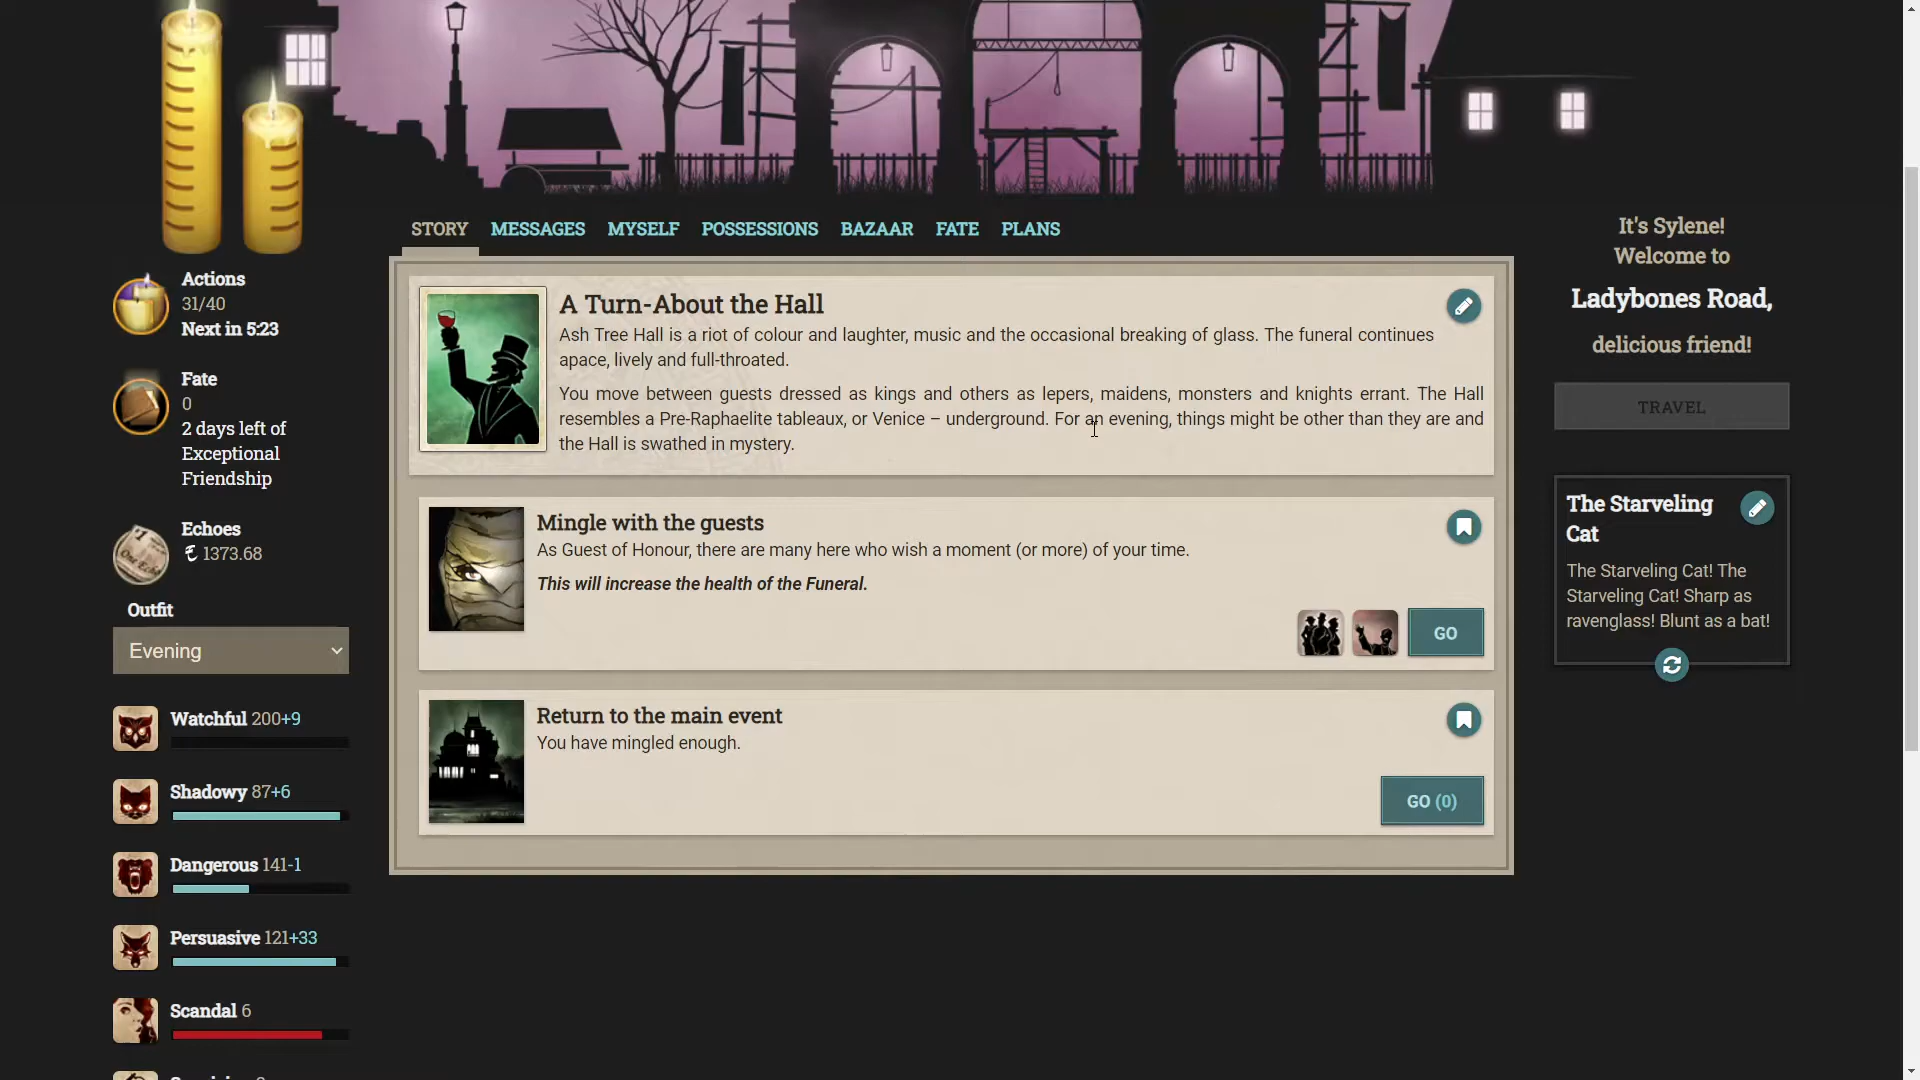 Actions
31/40
Next in 5:23
Fate
0
2 days left of
Exceptional
Friendship
Echoes
1373.68
Outfit
Evening
Watchful 200+9
Shadowy 87+6
Dangerous 141-1
Persuasive 121+33
Scandal 6
STORY MESSAGES MYSELF POSSESSIONS BAZAAR FATE PLANS
A Turn-About the Hall
Ash Tree Hall is a riot of colour and laughter, music and the occasional breaking of glass. The funeral continues
apace, lively and full-throated.
You move between guests dressed as kings and others as lepers, maidens, monsters and knights errant. The Hall
resembles a Pre-Raphaelite tableaux, or Venice – underground. For an evening, things might be other than they are and
the Hall is swathed in mystery.
Mingle with the guests
As Guest of Honour, there are many here who wish a moment (or more) of your time.
This will increase the health of the Funeral.
GO
Return to the main event
You have mingled enough.
GO (0)
It's Sylene!
Welcome to
Ladybones Road,
delicious friend!
TRAVEL
The Starveling
Cat
The Starveling Cat! The
Starveling Cat! Sharp as
ravenglass! Blunt as a bat!